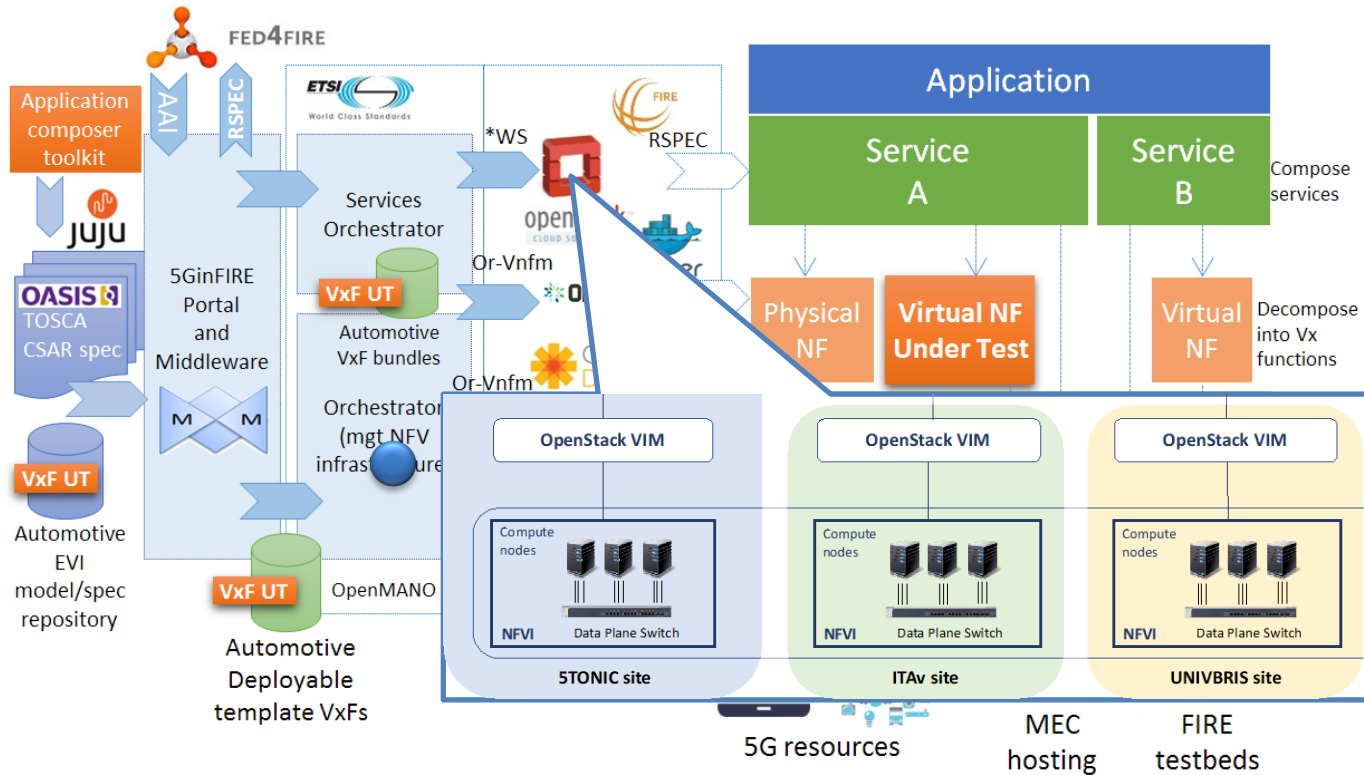 FED4FIRE
Application
composer
toolkit
AAI
RSPEC
ETSI
World Class Standards
*WS
FIRE
RSPEC
Application
Service
A
Service
B
Compose
services
JUJU
OASIS
TOSCA
CSAR spec
5GinFIRE
Portal
and
Middleware
M M
Services
Orchestrator
VxF UT
Automotive
VxF bundles
Or-Vnfm
Or-Vnfm
Orchestrator
(mgt NFV
OpenMANO
CLOUD
Physical
NF
Virtual NF
Under Test
Virtual
NF
Decompose
into Vx
functions
VxF UT
Automotive
EVI
model/spec
repository
VxF UT
Automotive
Deployable
template VxFs
OpenStack VIM
OpenStack VIM
OpenStack VIM
Compute
nodes
NFVI
Data Plane Switch
5TONIC site
Compute
nodes
NFVI
Data Plane Switch
ITAv site
Compute
nodes
NFVI
Data Plane Switch
UNIVBRIS site
5G resources
MEC
hosting
FIRE
testbeds